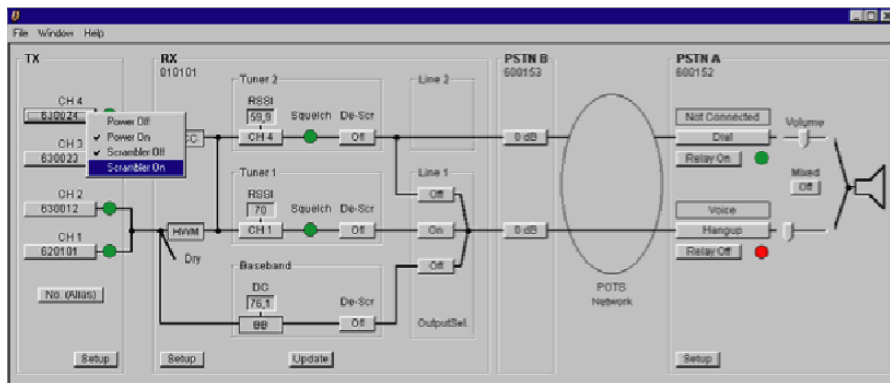 File Window Help
TX
CH 4
630024
CH 3
630023
CH 2
630012
CH 1
620101
No. (Alias)
Setup
Power Off
Power On
Scrambler Off
Scrambler On
RX
010101
HWM
Dry
Setup
Update
Tuner 2
RSSI
59,9
CH 4
Squelch
De-Scr
Off
Tuner 1
RSSI
70
CH 1
Squelch
De-Scr
Off
Baseband
DC
76,1
BB
De-Scr
Off
Line 2
Line 1
Off
On
Off
OutputSel.
PSTN B
600153
0 dB
0 dB
POTS
Network
PSTN A
600152
Not Connected
Dial
Relay On
Volume
Mixed
Off
Voice
Hangup
Relay Off
Setup